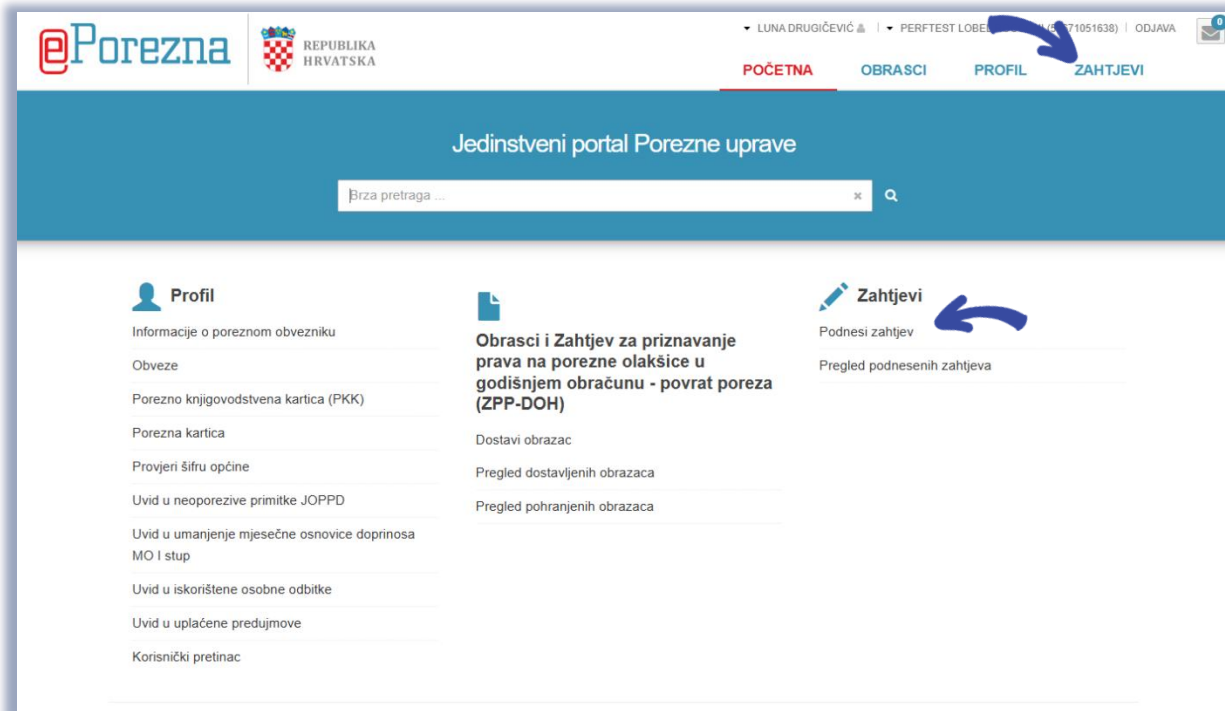 ePorezna
REPUBLIKA
HRVATSKA
LUNA DRUGIČEVIĆ | PERFTEST | ODJAVA
0
POČETNA OBRASCI PROFIL ZAHTJEVI
Jedinstveni portal Porezne uprave
Brza pretraga ...
Profil
Informacije o poreznom obvezniku
Obveze
Porezno knjigovodstvena kartica (PKK)
Porezna kartica
Provjeri šifru općine
Uvid u neoporezive primitke JOPPD
Uvid u umanjenje mjesečne osnovice doprinosa
MO I stup
Uvid u iskorištene osobne odbitke
Uvid u uplaćene predujmove
Korisnički pretinac
Obrasci i Zahtjev za priznavanje
prava na porezne olakšice u
godišnjem obračunu - povrat poreza
(ZPP-DOH)
Dostavi obrazac
Pregled dostavljenih obrazaca
Pregled pohranjenih obrazaca
Zahtjevi
Podnesi zahtjev
Pregled podnesenih zahtjeva